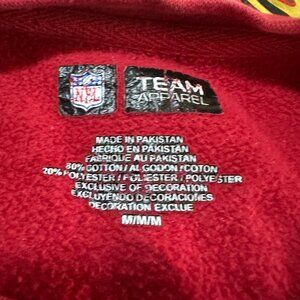 NFL
TEAM
APPAREL
MADE IN PAKISTAN
HECHO EN PAKISTAN
FABRIQUE AU PAKISTAN
80% COTTON / ALGODON / COTON
20% POLYESTER / POLYESTER / POLYESTER
EXCLUSIVE OF DECORATION
EXCLUYENDO DECORACIONES
DECORATION EXCLUE
M/M/M